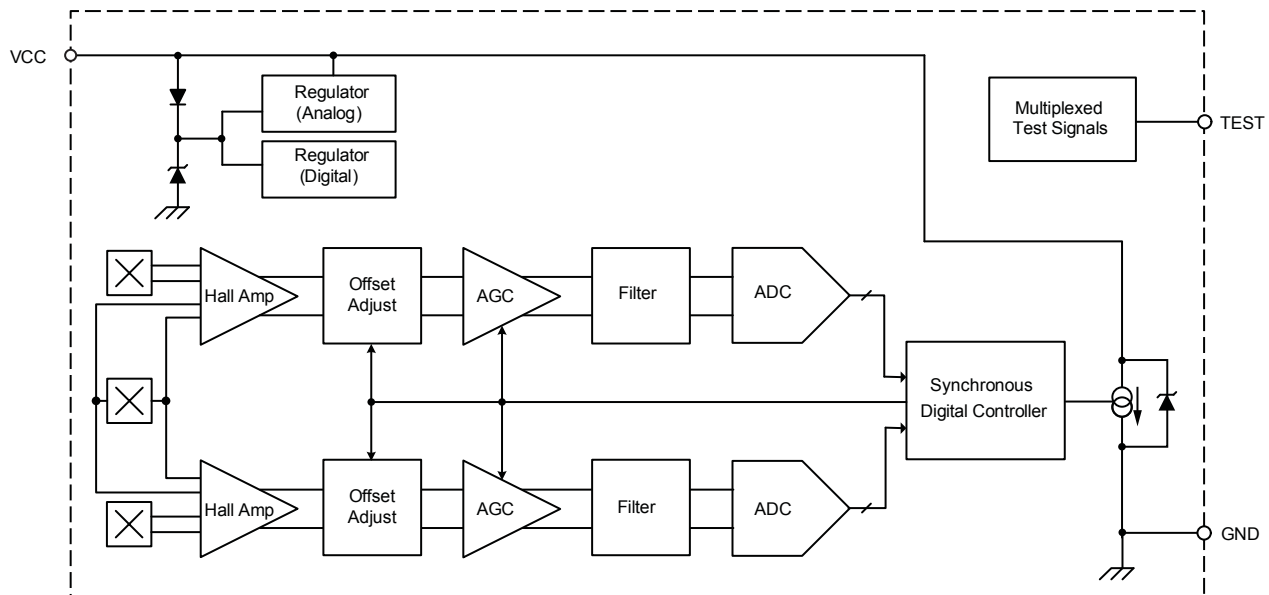 VCC
Regulator
(Analog)
Regulator
(Digital)
Multiplexed
Test Signals
TEST
Hall Amp
Offset
Adjust
AGC
Filter
ADC
Synchronous
Digital Controller
Hall Amp
Offset
Adjust
AGC
Filter
ADC
GND